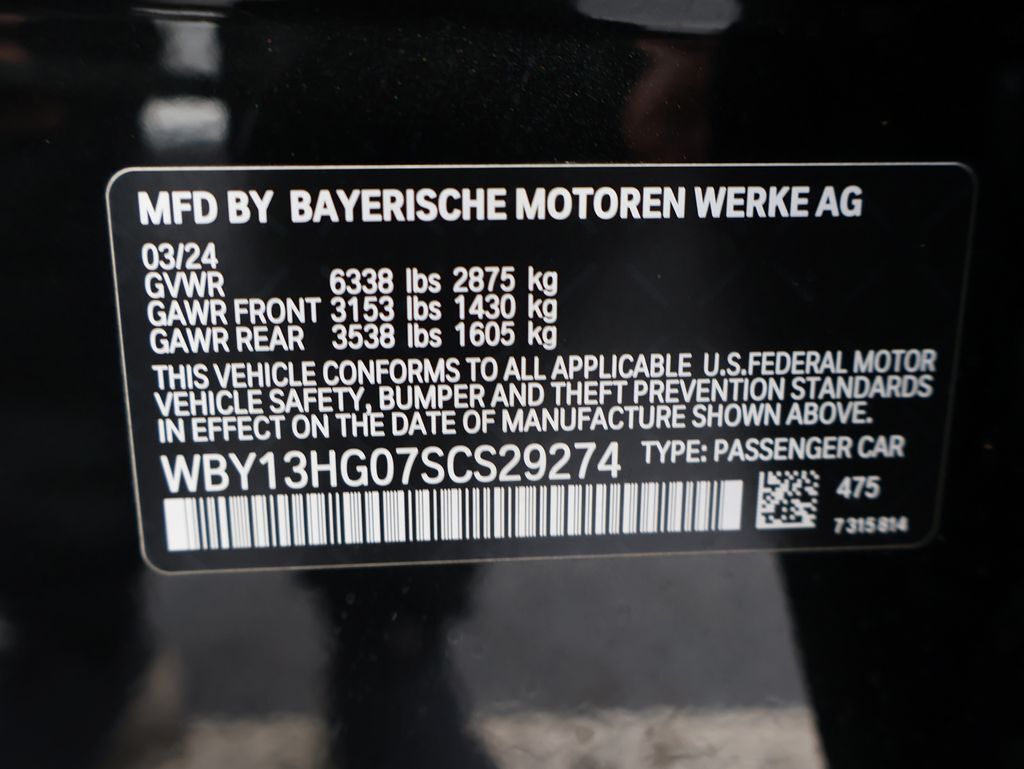 MFD BY BAYERISCHE MOTOREN WERKE AG
03/24
GVWR 6338 lbs 2875 kg
GAWR FRONT 3153 lbs 1430 kg
GAWR REAR 3538 lbs 1605 kg
THIS VEHICLE CONFORMS TO ALL APPLICABLE U.S.FEDERAL MOTOR
VEHICLE SAFETY, BUMPER AND THEFT PREVENTION STANDARDS
IN EFFECT ON THE DATE OF MANUFACTURE SHOWN ABOVE.
WBY13HG07SCS29274 TYPE: PASSENGER CAR
475
7315814